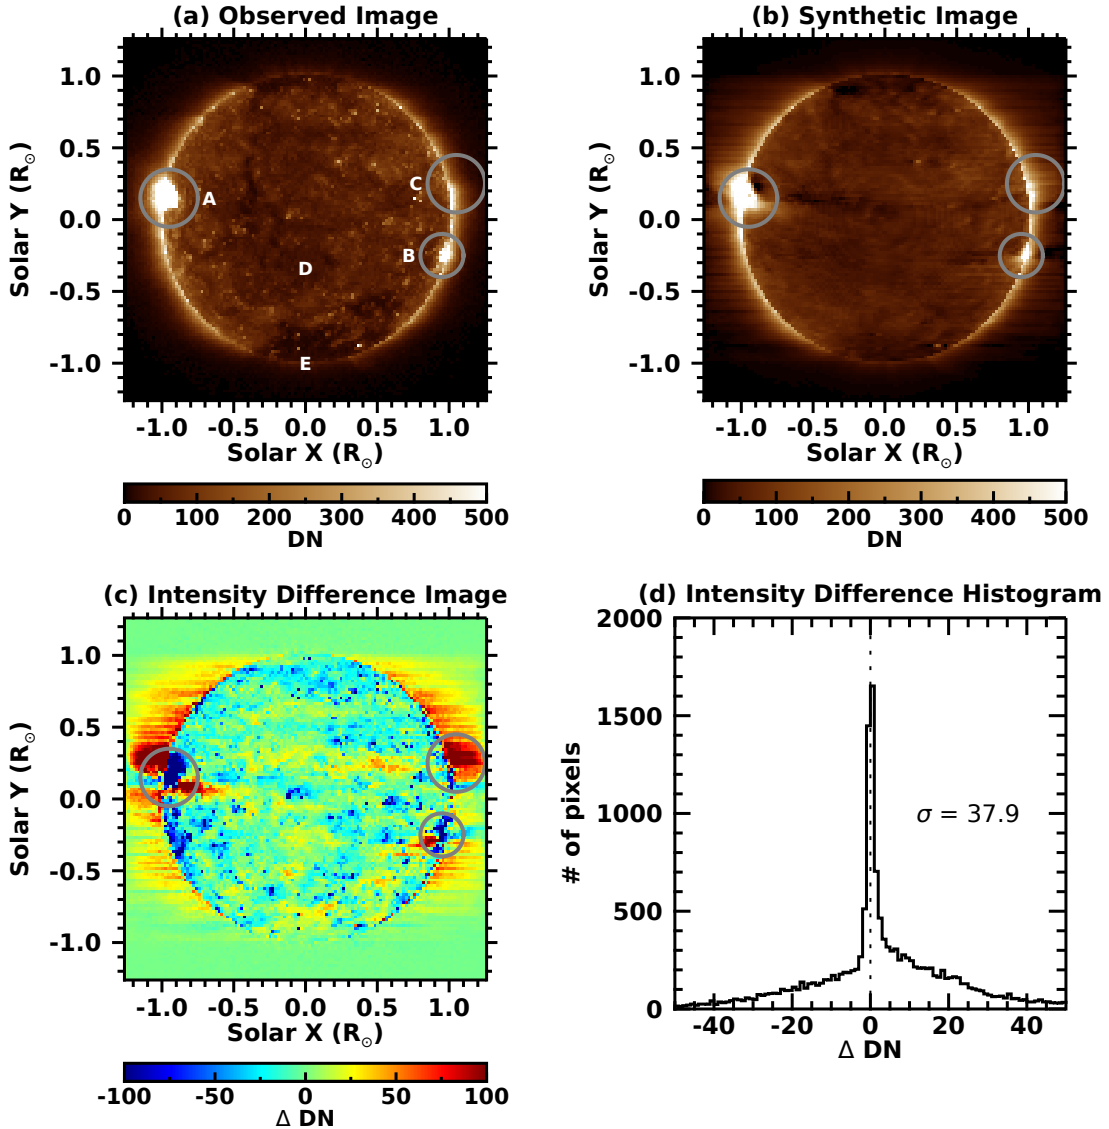 (a) Observed Image
(b) Synthetic Image
Solar Y (R☉)
1.0
0.5
0.0
-0.5
-1.0
A
B
C
D
E
-1.0 -0.5 0.0 0.5 1.0
Solar X (R☉)
0 100 200 300 400 500
DN
Solar Y (R☉)
1.0
0.5
0.0
-0.5
-1.0
-1.0 -0.5 0.0 0.5 1.0
Solar X (R☉)
0 100 200 300 400 500
DN
(c) Intensity Difference Image
(d) Intensity Difference Histogram
Solar Y (R☉)
1.0
0.5
0.0
-0.5
-1.0
-1.0 -0.5 0.0 0.5 1.0
Solar X (R☉)
-100 -50 0 50 100
Δ DN
# of pixels
2000
1500
1000
500
0
σ = 37.9
-40 -20 0 20 40
Δ DN